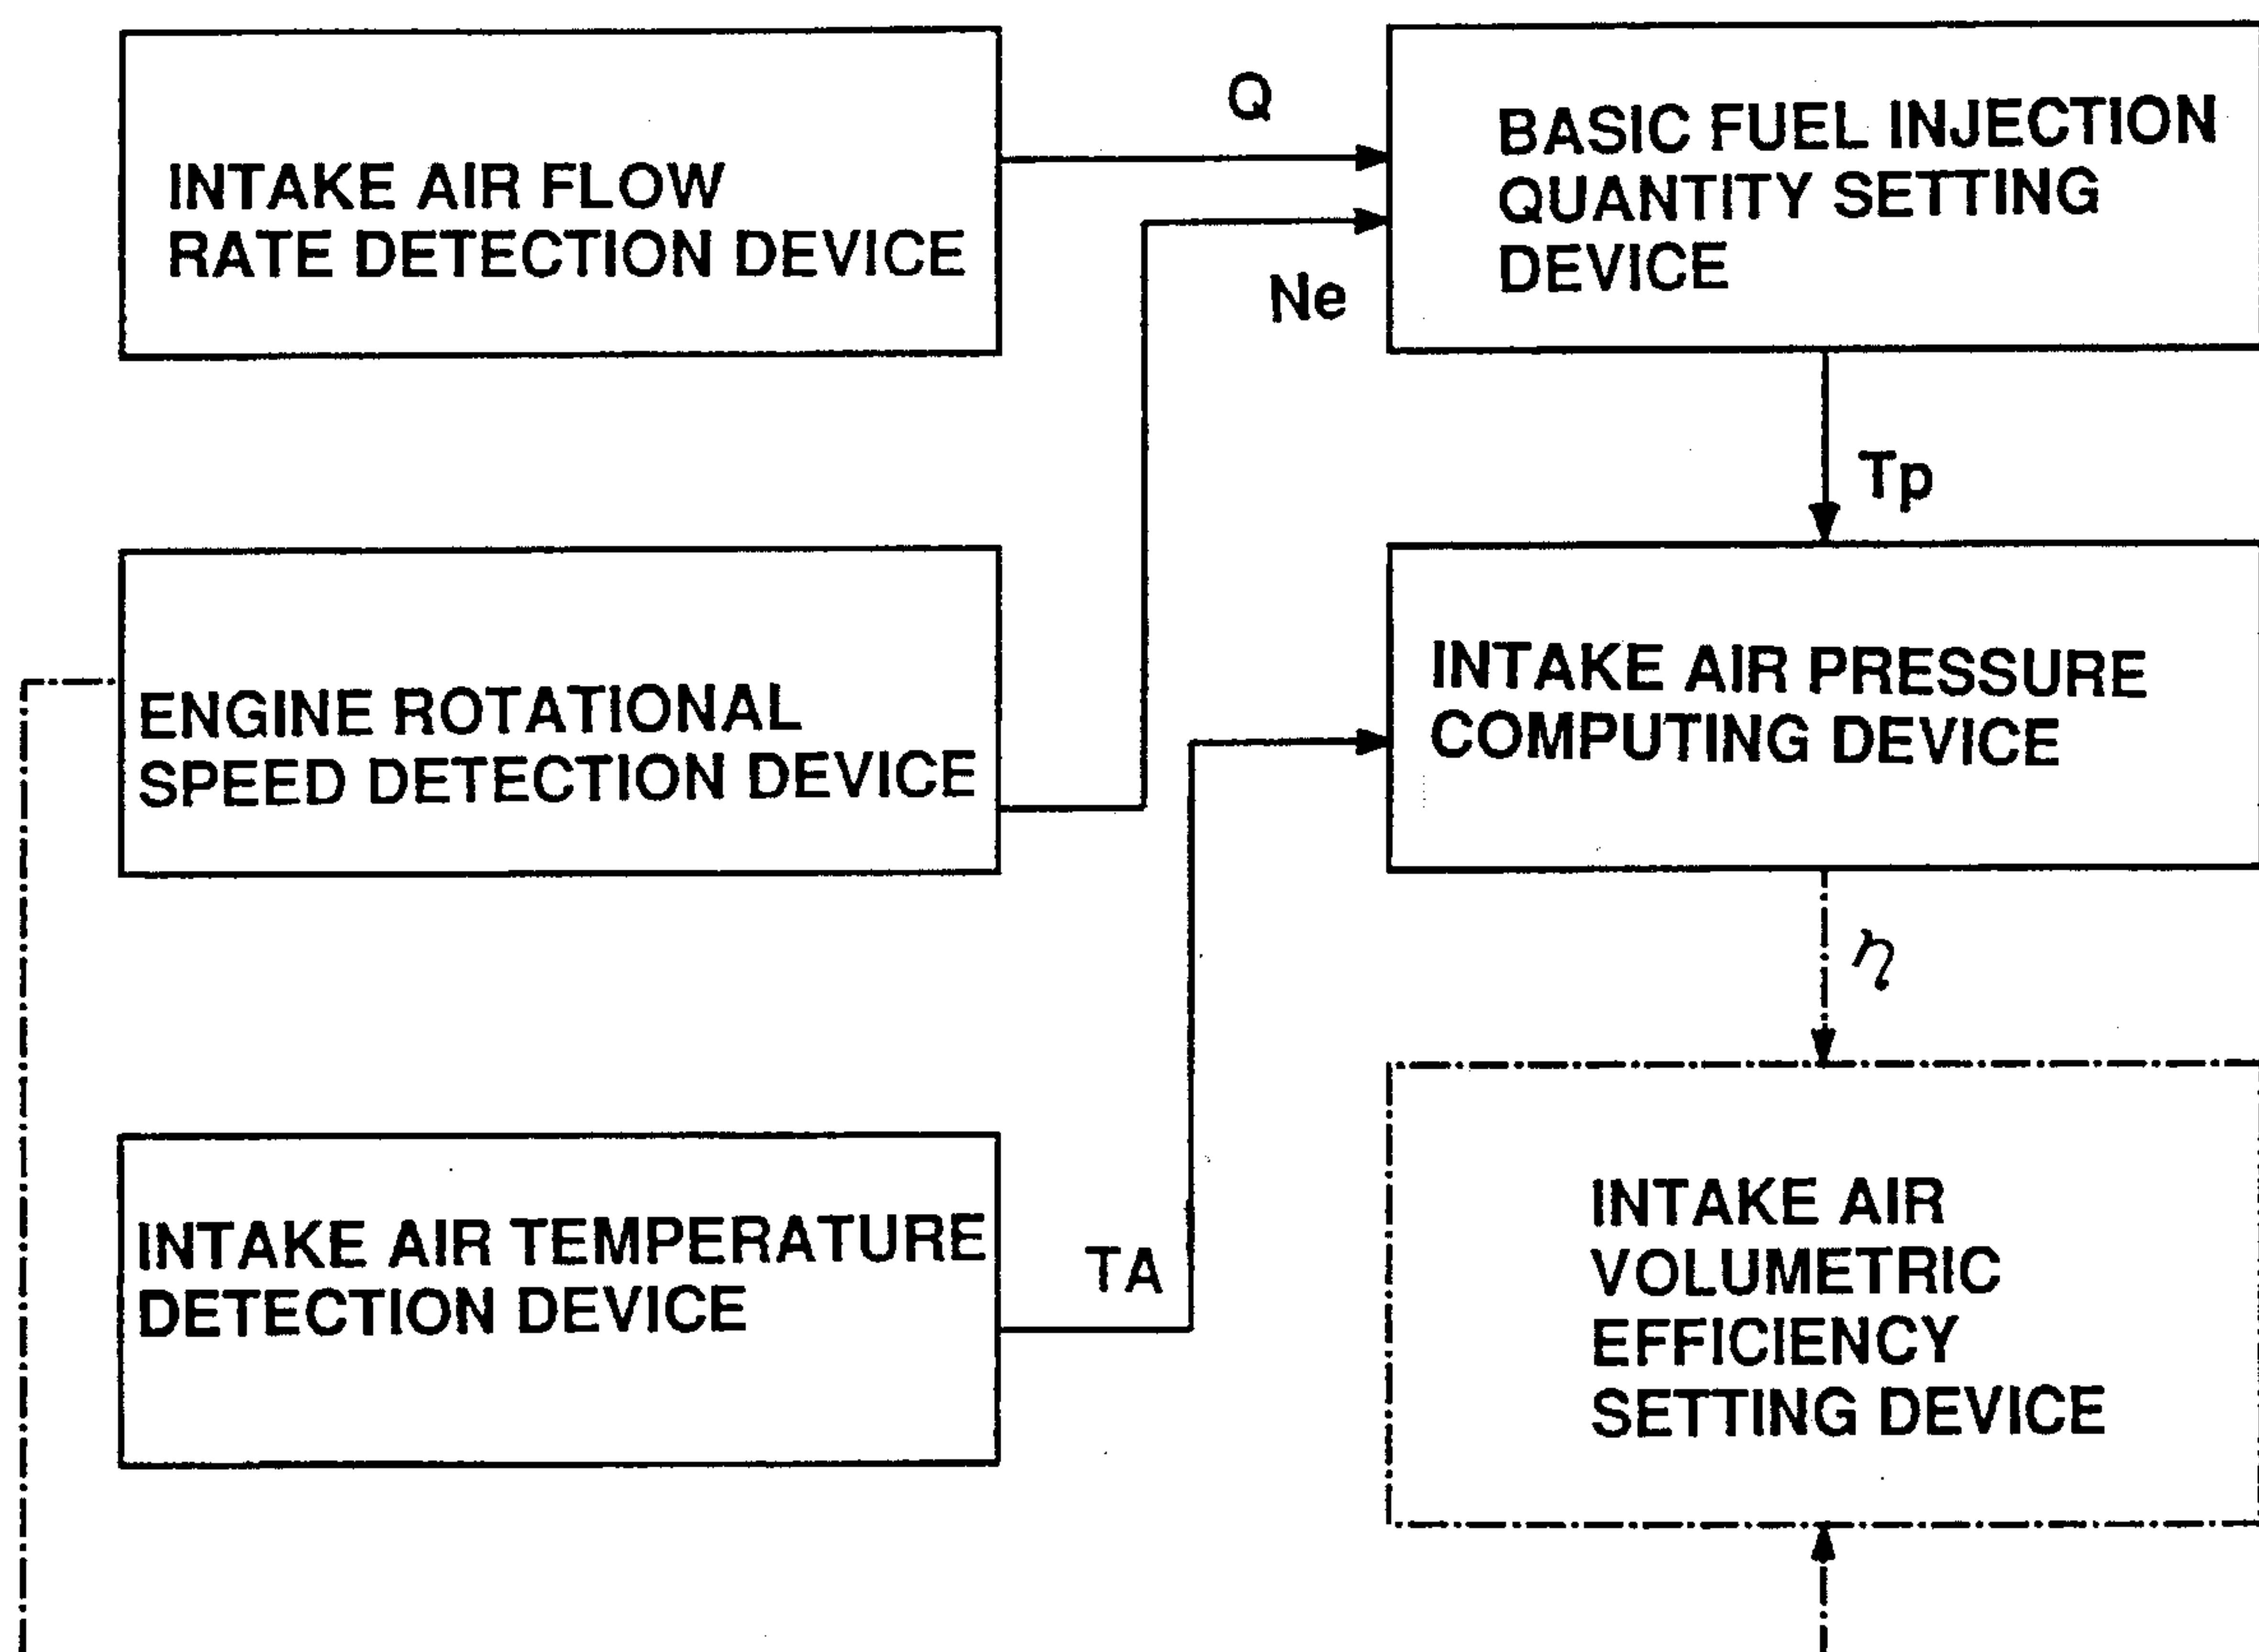 Q
INTAKE AIR FLOW
RATE DETECTION DEVICE
BASIC FUEL INJECTION
QUANTITY SETTING
DEVICE
Ne
Tp
ENGINE ROTATIONAL
SPEED DETECTION DEVICE
INTAKE AIR PRESSURE
COMPUTING DEVICE
η
INTAKE AIR TEMPERATURE
DETECTION DEVICE
TA
INTAKE AIR
VOLUMETRIC
EFFICIENCY
SETTING DEVICE